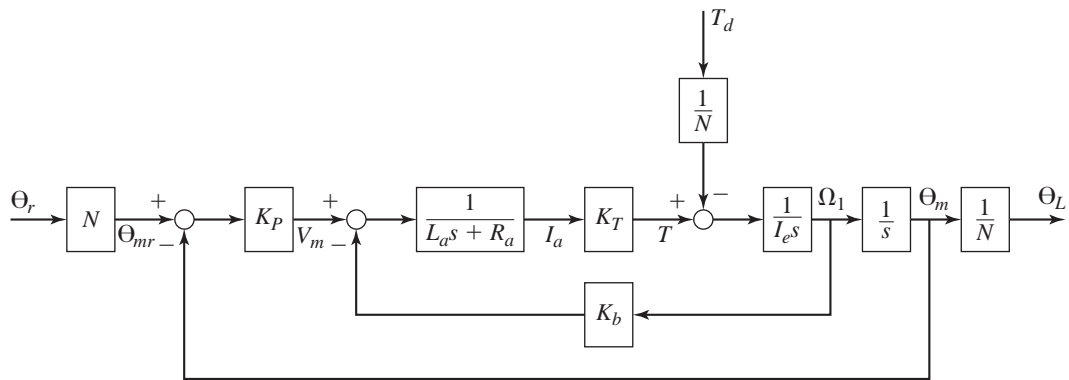 T_d
1/N
Θ_r
N
+
Θ_mr
−
K_P
+
V_m
−
1/(L_a s + R_a)
I_a
K_T
+
T
−
1/(I_e s)
Ω_1
1/s
Θ_m
1/N
Θ_L
K_b